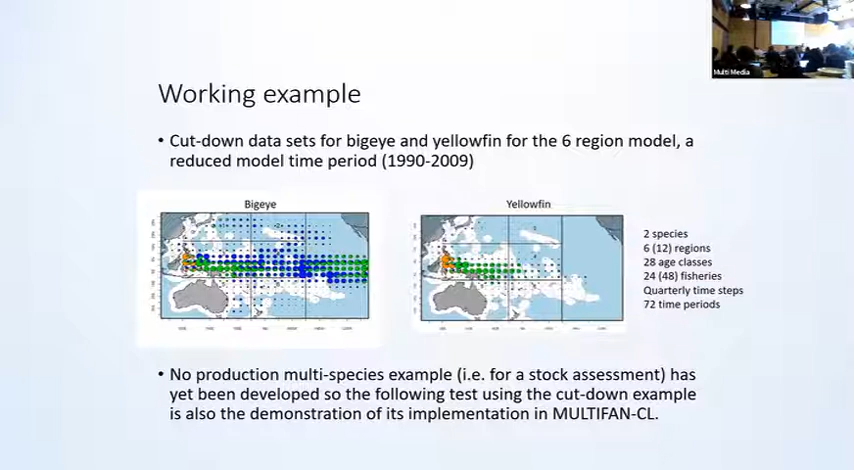 Multi Media
Working example
• Cut-down data sets for bigeye and yellowfin for the 6 region model, a
reduced model time period (1990-2009)
Bigeye
Yellowfin
2 species
6 (12) regions
28 age classes
24 (48) fisheries
Quarterly time steps
72 time periods
• No production multi-species example (i.e. for a stock assessment) has
yet been developed so the following test using the cut-down example
is also the demonstration of its implementation in MULTIFAN-CL.